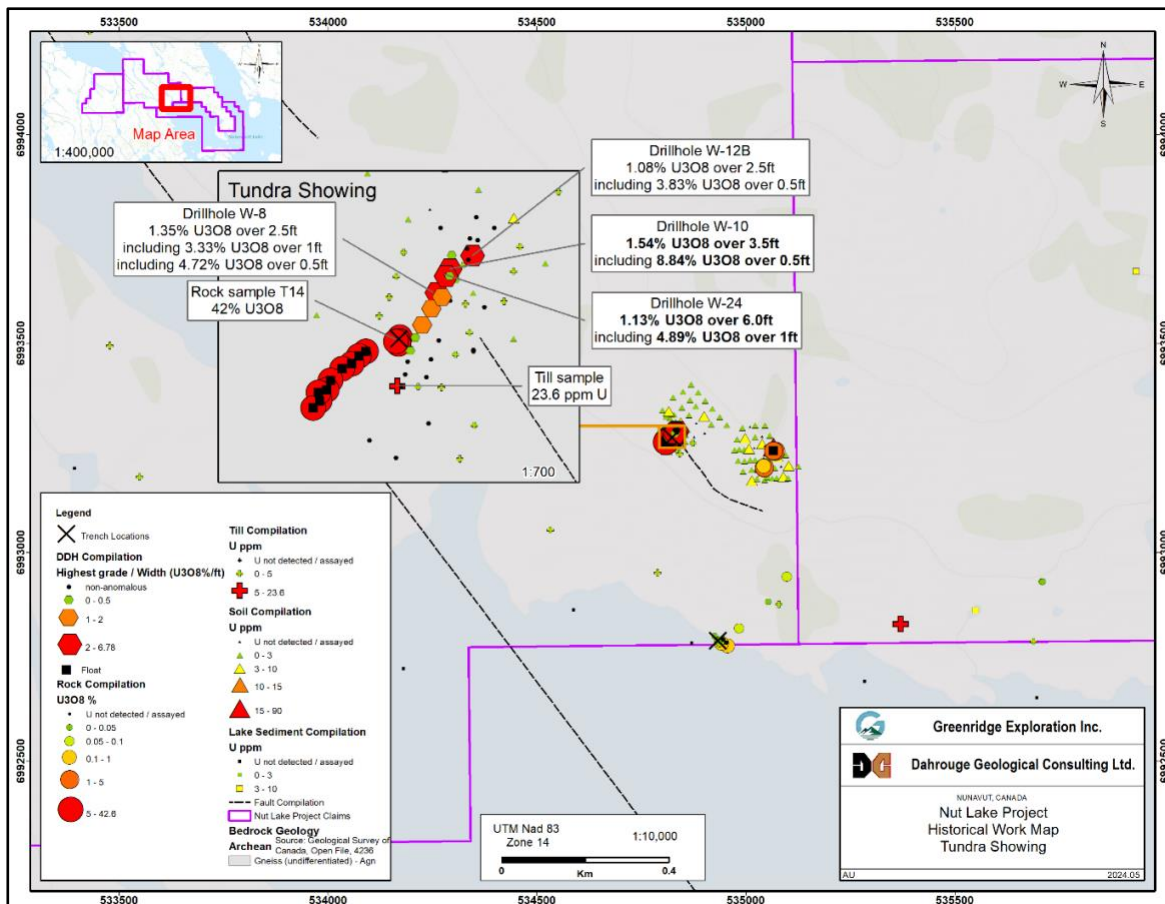 533500 534000 534500 535000 535500
6994000
6993500
6993000
6992500
6994000
6993500
6993000
6992500
N
W E
S
Map Area
1:400,000
Tundra Showing
Drillhole W-12B
1.08% U3O8 over 2.5ft
including 3.83% U3O8 over 0.5ft
Drillhole W-8
1.35% U3O8 over 2.5ft
including 3.33% U3O8 over 1ft
including 4.72% U3O8 over 0.5ft
Drillhole W-10
1.54% U3O8 over 3.5ft
including 8.84% U3O8 over 0.5ft
Rock sample T14
42% U3O8
Drillhole W-24
1.13% U3O8 over 6.0ft
including 4.89% U3O8 over 1ft
Till sample
23.6 ppm U
1:700
Legend
Trench Locations
DDH Compilation
Highest grade / Width (U3O8%/ft)
non-anomalous
0 - 0.5
1 - 2
2 - 6.78
Float
Rock Compilation
U3O8 %
U not detected / assayed
0 - 0.05
0.05 - 0.1
0.1 - 1
1 - 5
5 - 42.6
Till Compilation
U ppm
U not detected / assayed
0 - 5
5 - 23.6
Soil Compilation
U ppm
U not detected / assayed
0 - 3
3 - 10
10 - 15
15 - 90
Lake Sediment Compilation
U ppm
U not detected / assayed
0 - 3
3 - 10
Fault Compilation
Nut Lake Project Claims
Bedrock Geology
Archean Source: Geological Survey of
Canada, Open File, 4236
Gneiss (undifferentiated) - Agn
UTM Nad 83
Zone 14
1:10,000
0 0.4
Km
Greenridge Exploration Inc.
Dahrouge Geological Consulting Ltd.
NUNAVUT, CANADA
Nut Lake Project
Historical Work Map
Tundra Showing
AU 2024.05
533500 534000 534500 535000 535500